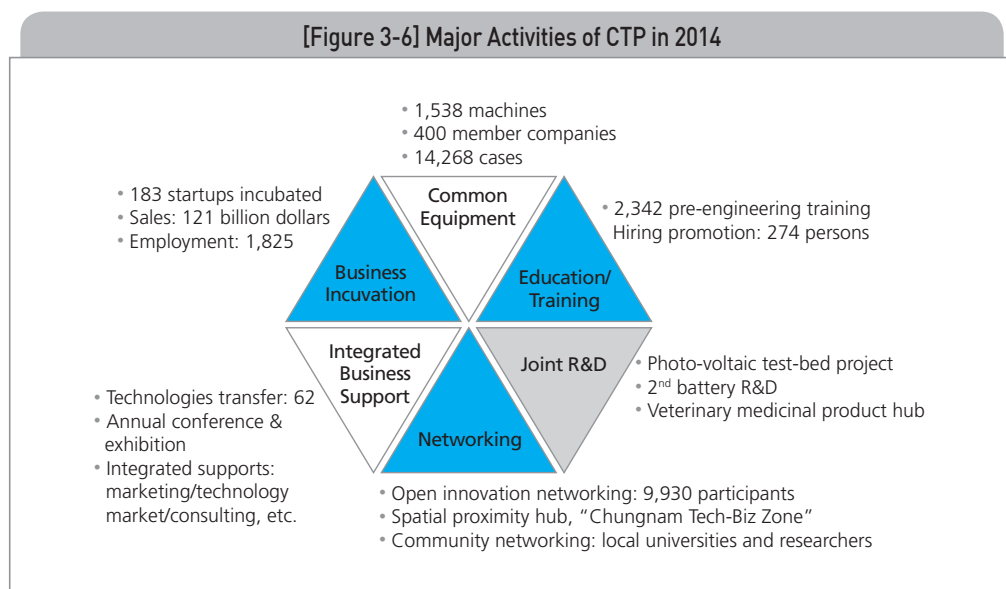 [Figure 3-6] Major Activities of CTP in 2014
• 1,538 machines
• 400 member companies
• 14,268 cases
Common
Equipment
• 183 startups incubated
• Sales: 121 billion dollars
• Employment: 1,825
Business
Incuvation
• 2,342 pre-engineering training
Hiring promotion: 274 persons
Education/
Training
Integrated
Business
Support
• Technologies transfer: 62
• Annual conference &
exhibition
• Integrated supports:
marketing/technology
market/consulting, etc.
Networking
• Open innovation networking: 9,930 participants
• Spatial proximity hub, “Chungnam Tech-Biz Zone”
• Community networking: local universities and researchers
Joint R&D
• Photo-voltaic test-bed project
• 2nd battery R&D
• Veterinary medicinal product hub